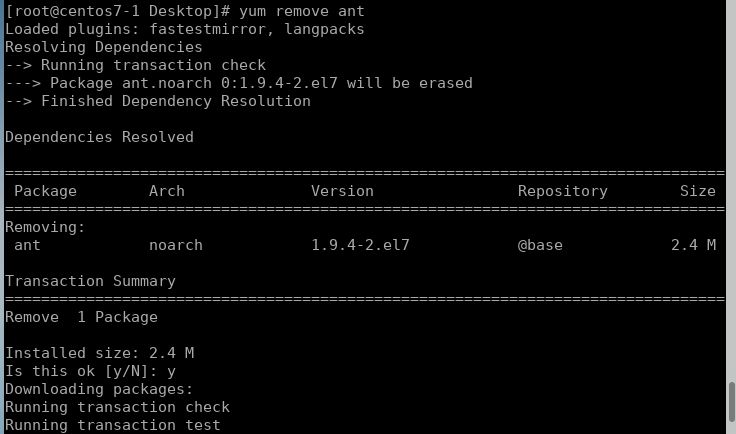 [root@centos7-1 Desktop]# yum remove ant
Loaded plugins: fastestmirror, langpacks
Resolving Dependencies
--> Running transaction check
---> Package ant.noarch 0:1.9.4-2.el7 will be erased
--> Finished Dependency Resolution
Dependencies Resolved
================================================================================
Package Arch Version Repository Size
================================================================================
Removing:
ant noarch 1.9.4-2.el7 @base 2.4 M
Transaction Summary
================================================================================
Remove  1 Package
Installed size: 2.4 M
Is this ok [y/N]: y
Downloading packages:
Running transaction check
Running transaction test